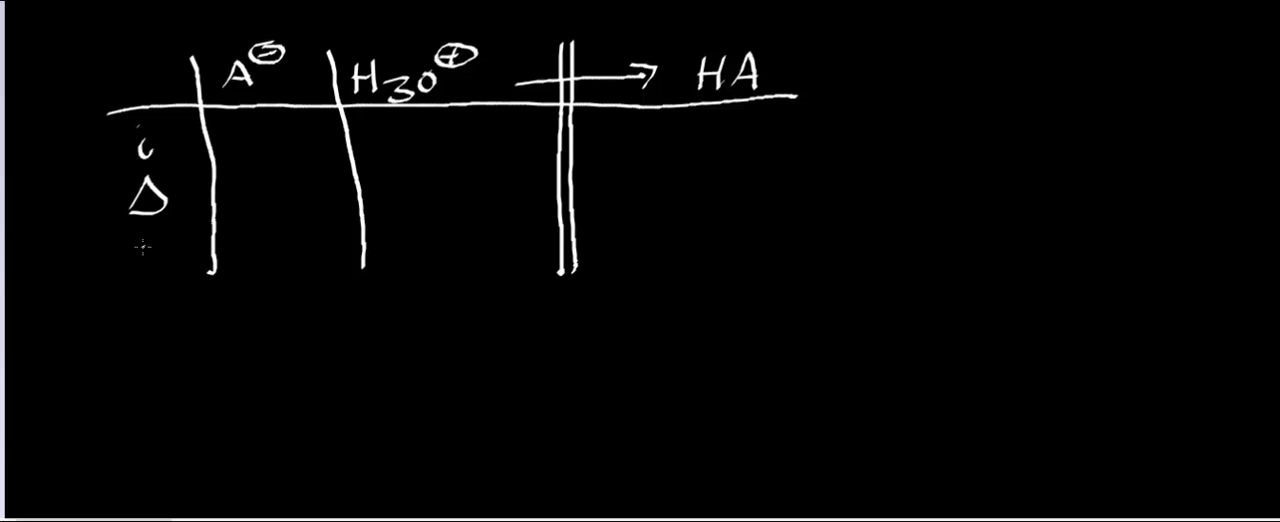 A⊖ H3O⊕ → HA
i
Δ